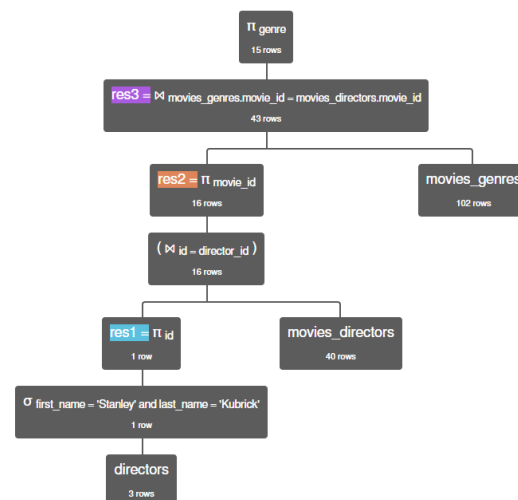 π genre
15 rows
res3 = ⋈ movies_genres.movie_id = movies_directors.movie_id
43 rows
res2 = π movie_id
16 rows
movies_genres
102 rows
( ⋈ id = director_id )
16 rows
res1 = π id
1 row
movies_directors
40 rows
σ first_name = 'Stanley' and last_name = 'Kubrick'
1 row
directors
3 rows